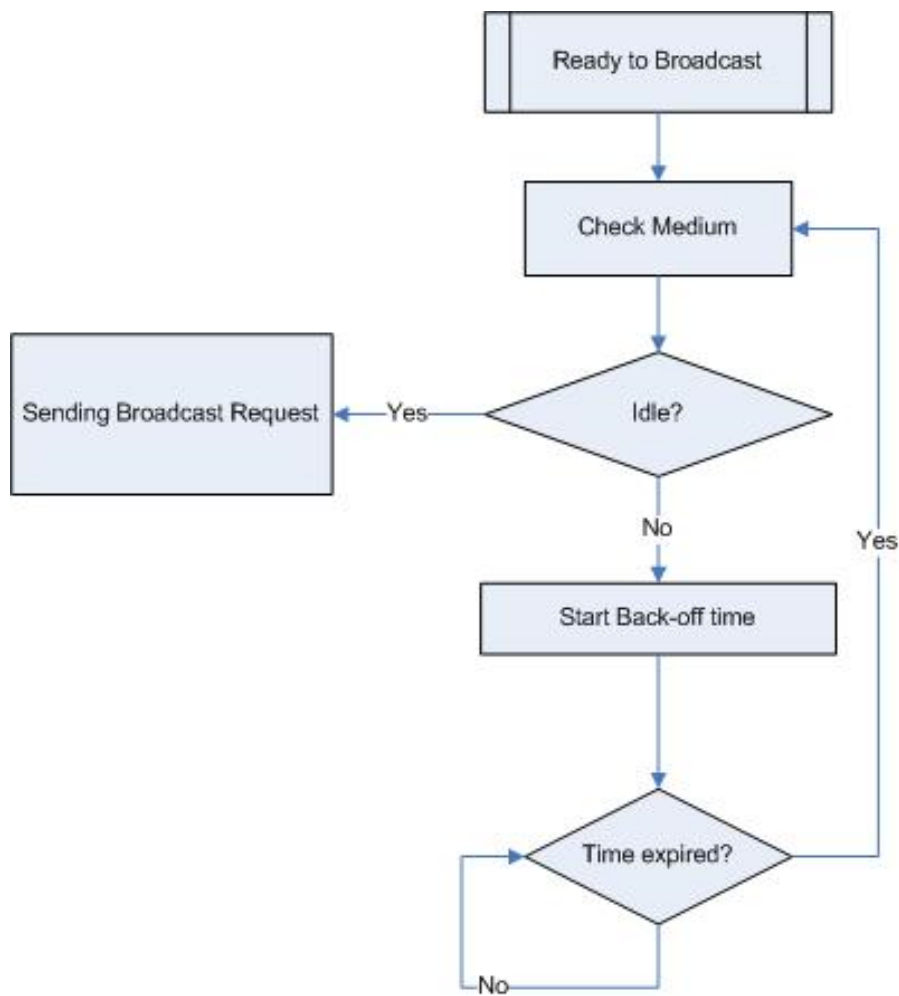 Ready to Broadcast
Check Medium
Sending Broadcast Request
Yes
Idle?
No
Yes
Start Back-off time
Time expired?
No